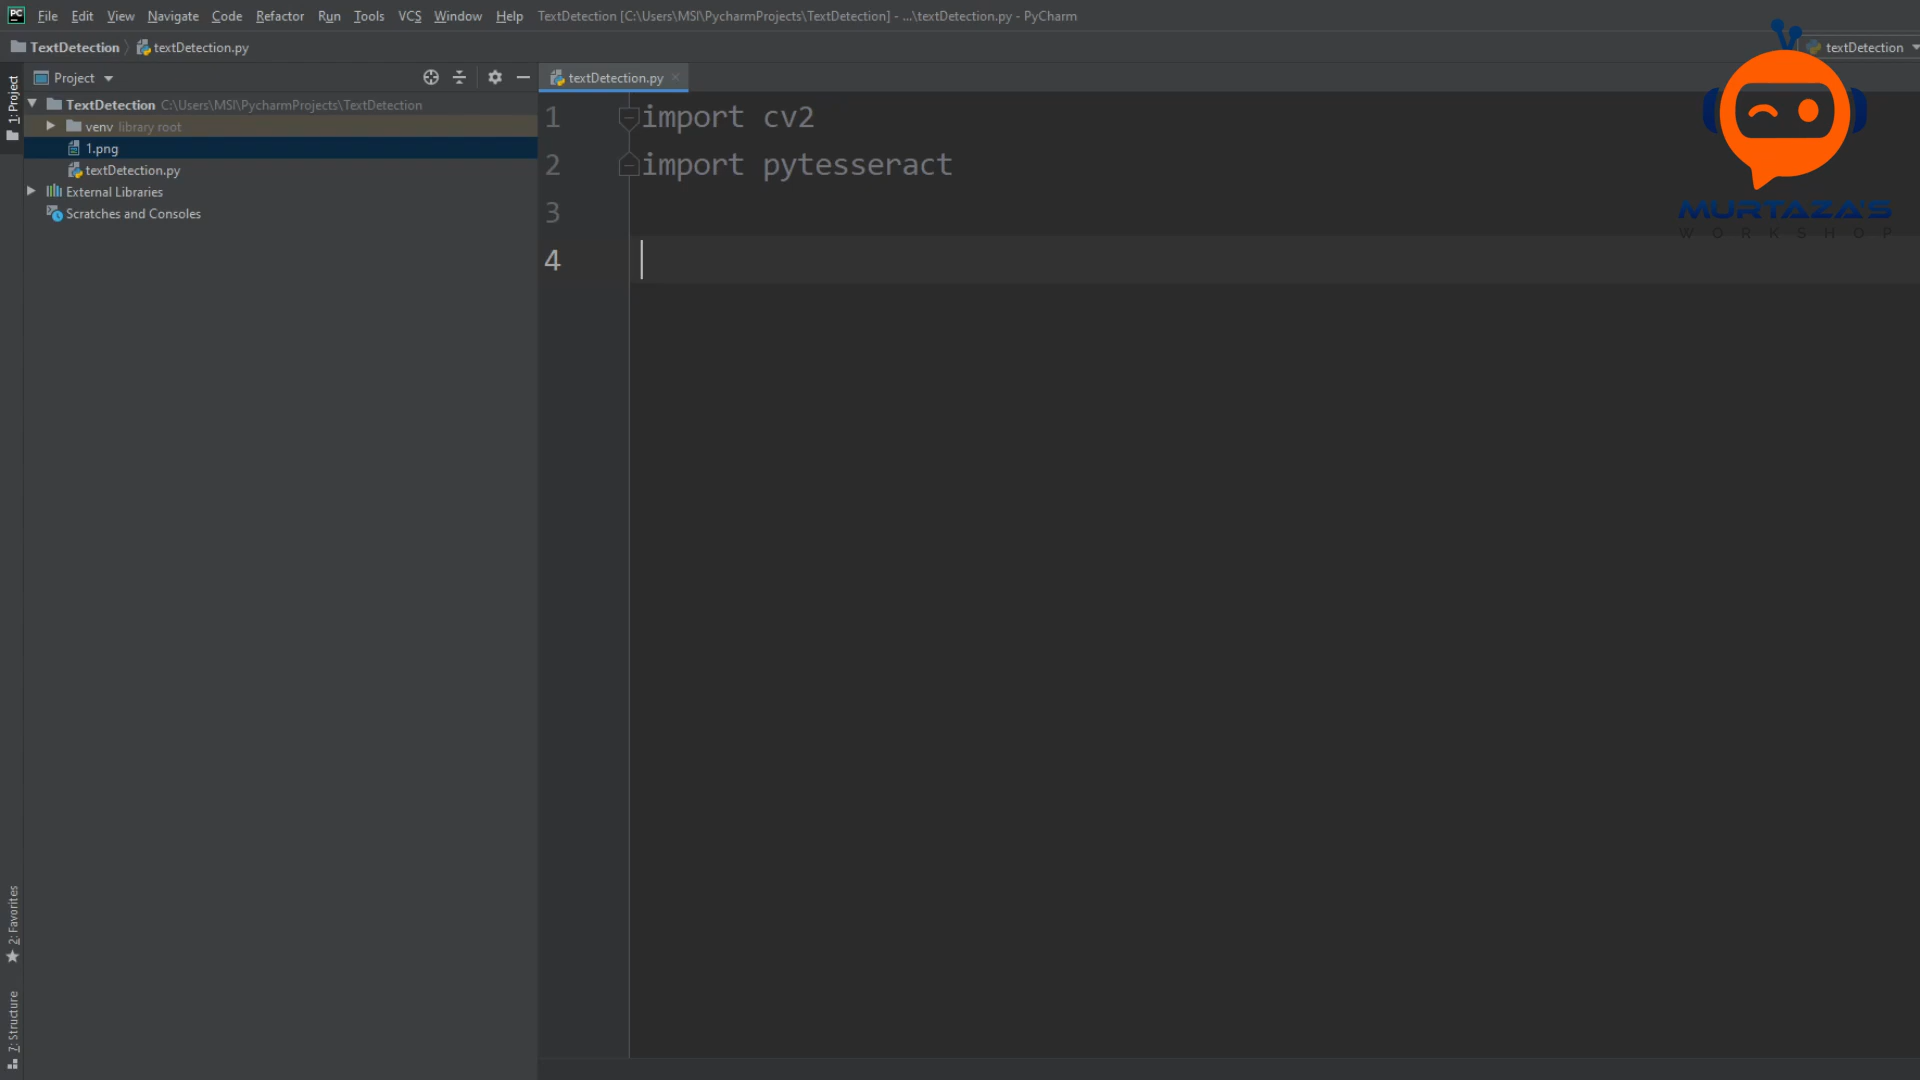 PC File Edit View Navigate Code Refactor Run Tools VCS Window Help TextDetection [C:\Users\MSI\PycharmProjects\TextDetection] - ...\textDetection.py - PyCharm
TextDetection textDetection.py
textDetection
1: Project
Project
textDetection.py
TextDetection C:\Users\MSI\PycharmProjects\TextDetection
venv library root
1.png
textDetection.py
External Libraries
Scratches and Consoles
1 import cv2
2 import pytesseract
3
4
MURTAZA'S
WORKSHOP
2: Favorites
7: Structure